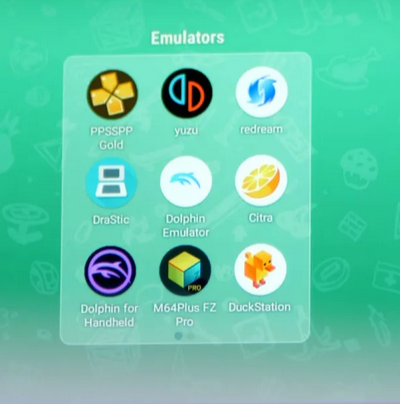 Emulators
PPSSPP
Gold
yuzu
redream
DraStic
Dolphin
Emulator
Citra
Dolphin for
Handheld
PRO
M64Plus FZ
Pro
DuckStation